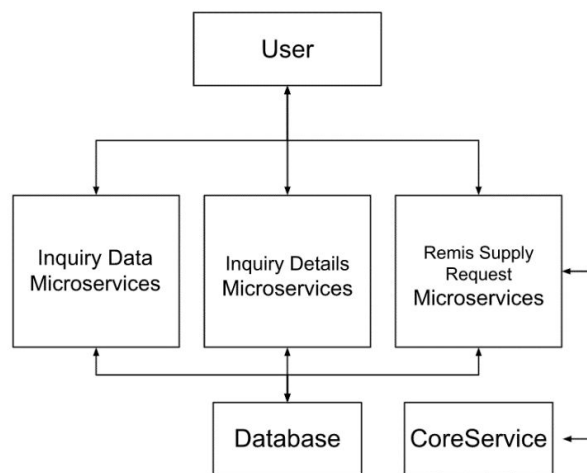 User
Inquiry Data
Microservices
Inquiry Details
Microservices
Remis Supply
Request
Microservices
Database
CoreService